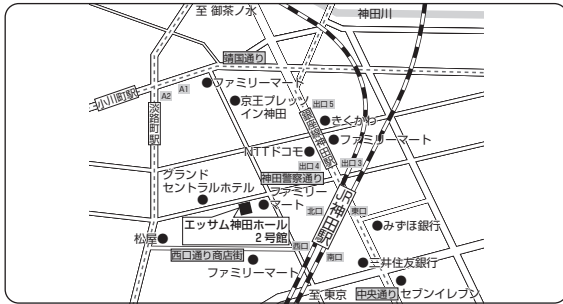 至 御茶ノ水
神田川
靖国通り
ファミリーマート
A1
A2
小川町駅
京王プレッソ
イン神田
出口5
きくかわ
淡路町駅
銀座線神田駅
ファミリーマート
NTTドコモ
出口4
出口3
神田警察通り
グランド
セントラルホテル
ファミリー
マート
JR神田駅
北口
東口
エッサム神田ホール
2号館
みずほ銀行
松屋
西口
西口通り商店街
南口
三井住友銀行
ファミリーマート
至 東京
中央通り
セブンイレブン